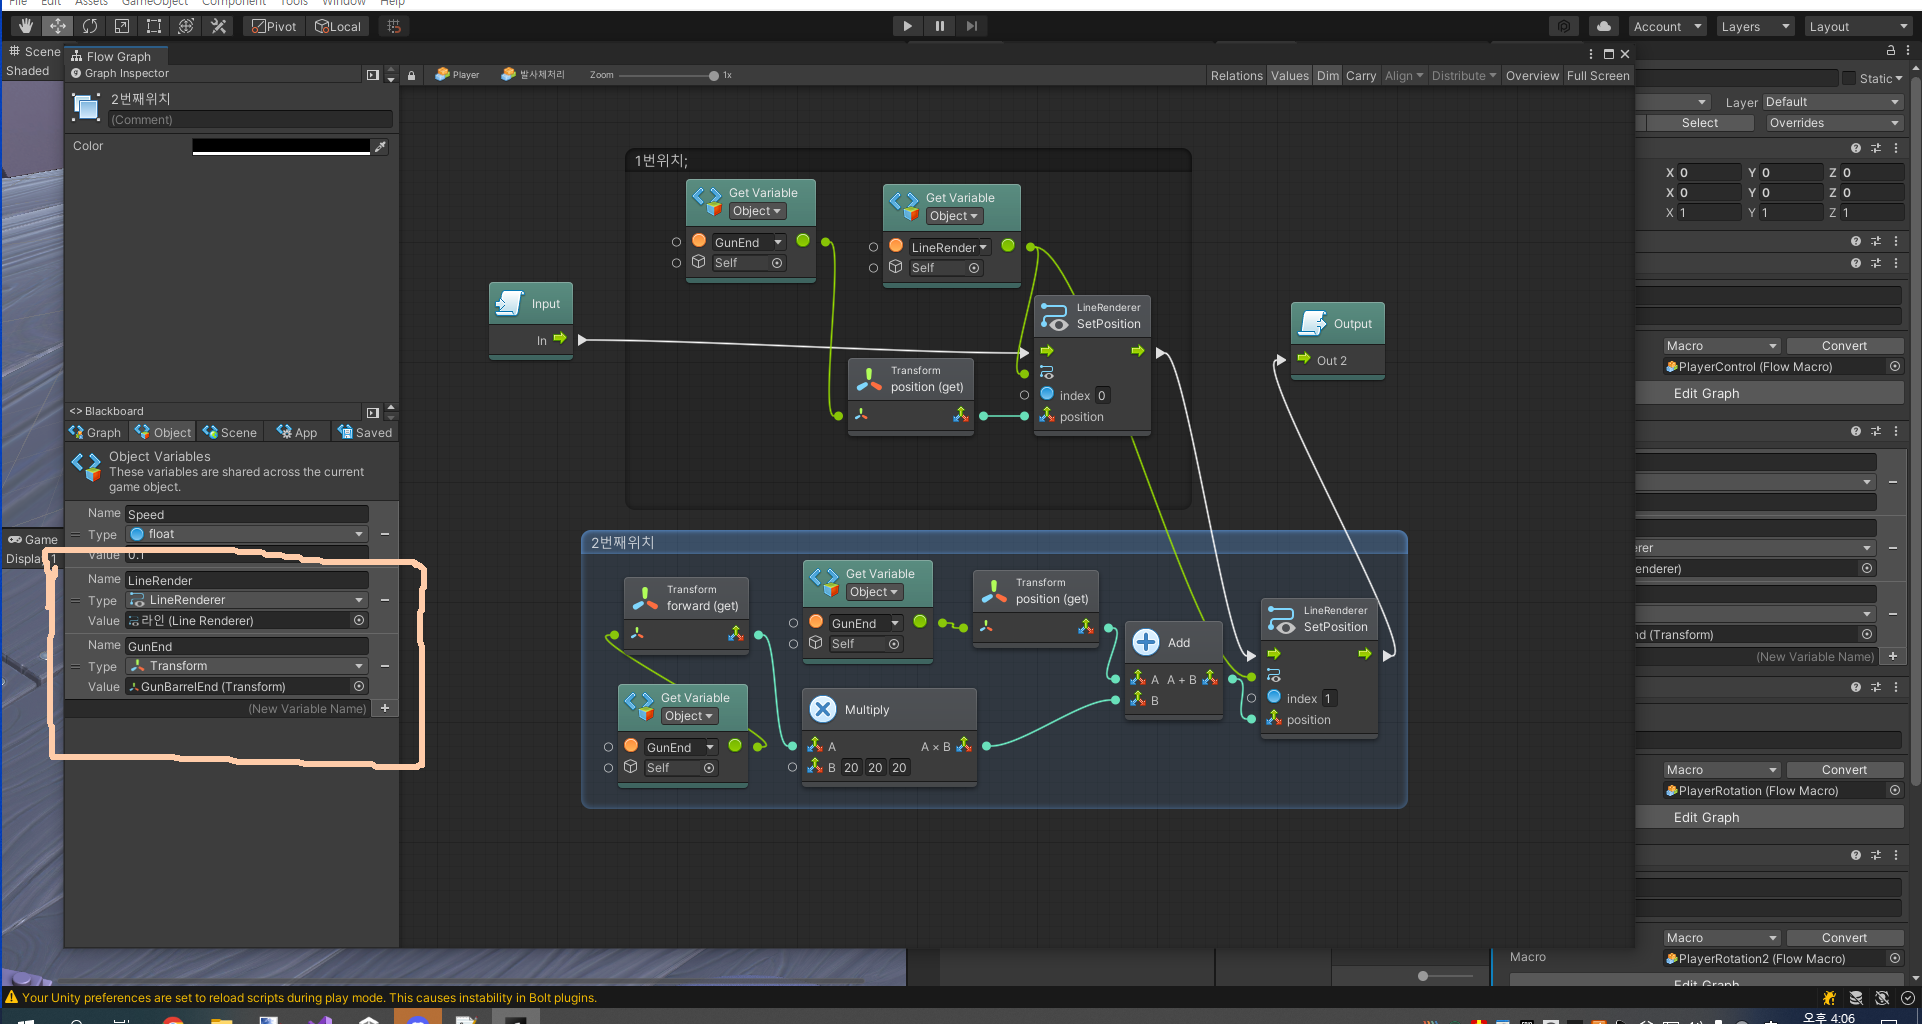 File Edit Assets GameObject Component Tools Window Help
Pivot Local Account Layers Layout
Scene
Shaded
Flow Graph
Graph Inspector
Player 발사체처리 Zoom 1x Relations Values Dim Carry Align Distribute Overview Full Screen
2번째위치
(Comment)
Color
Static
Layer Default
Select Overrides
X 0 Y 0 Z 0
X 0 Y 0 Z 0
X 1 Y 1 Z 1
1번위치;
Get Variable
Object
GunEnd
Self
Get Variable
Object
LineRender
Self
Input
In
LineRenderer
SetPosition
index 0
position
Transform
position (get)
Output
Out 2
Macro Convert
PlayerControl (Flow Macro)
Edit Graph
<> Blackboard
Graph Object Scene App Saved
Object Variables
These variables are shared across the current
game object.
Name Speed
Type float
Value 0.1
Name LineRender
Type LineRenderer
Value 라인 (Line Renderer)
Name GunEnd
Type Transform
Value GunBarrelEnd (Transform)
(New Variable Name)
Game
Displa 1
2번째위치
Transform
forward (get)
Get Variable
Object
GunEnd
Self
Transform
position (get)
Get Variable
Object
GunEnd
Self
Multiply
A A × B
B 20 20 20
Add
A A + B
B
LineRenderer
SetPosition
index 1
position
erer
enderer)
nd (Transform)
(New Variable Name)
Macro Convert
PlayerRotation (Flow Macro)
Edit Graph
Macro Convert
Macro PlayerRotation2 (Flow Macro)
Edit Graph
Your Unity preferences are set to reload scripts during play mode. This causes instability in Bolt plugins.
오후 4:06